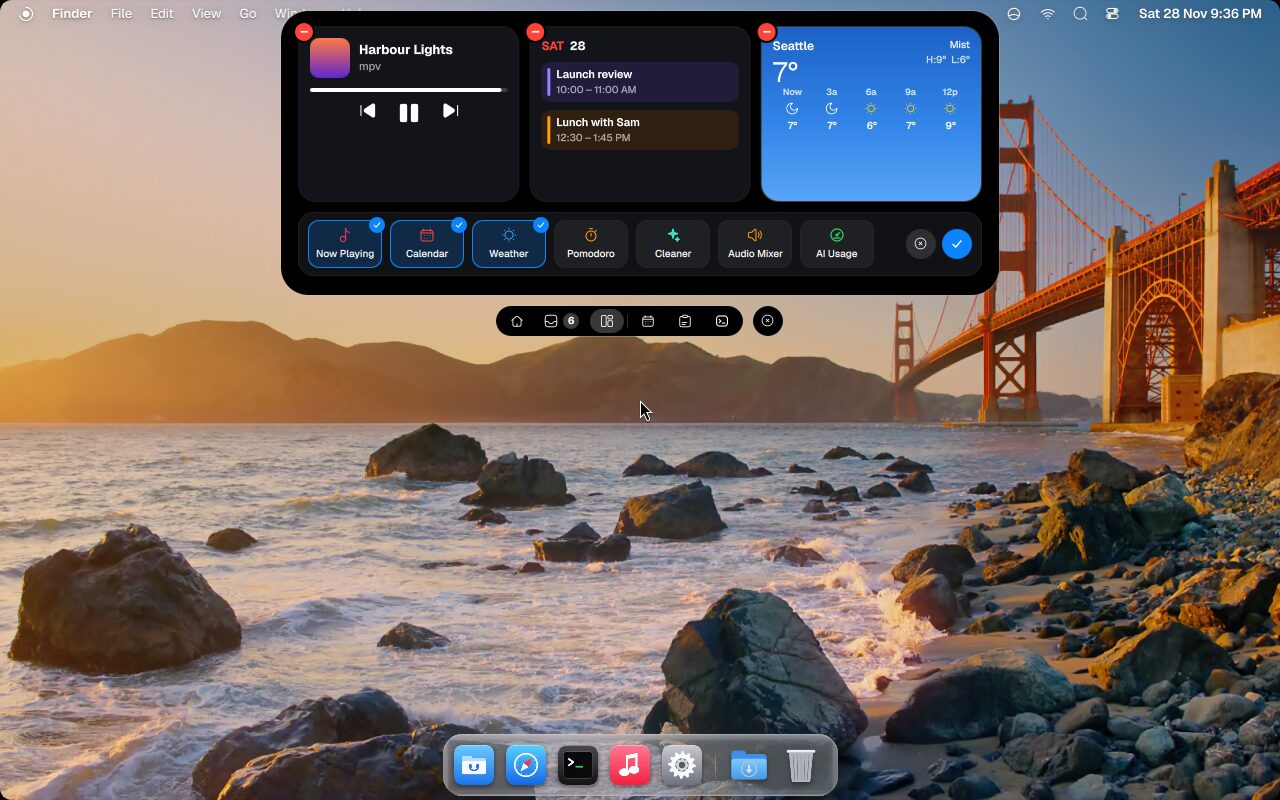 Finder File Edit View Go
Sat 28 Nov 9:36 PM
Harbour Lights
mpv
SAT 28
Launch review
10:00 – 11:00 AM
Lunch with Sam
12:30 – 1:45 PM
Seattle
Mist
7°
H:9° L:6°
Now 3a 6a 9a 12p
7° 7° 6° 7° 9°
Now Playing
Calendar
Weather
Pomodoro
Cleaner
Audio Mixer
AI Usage
6